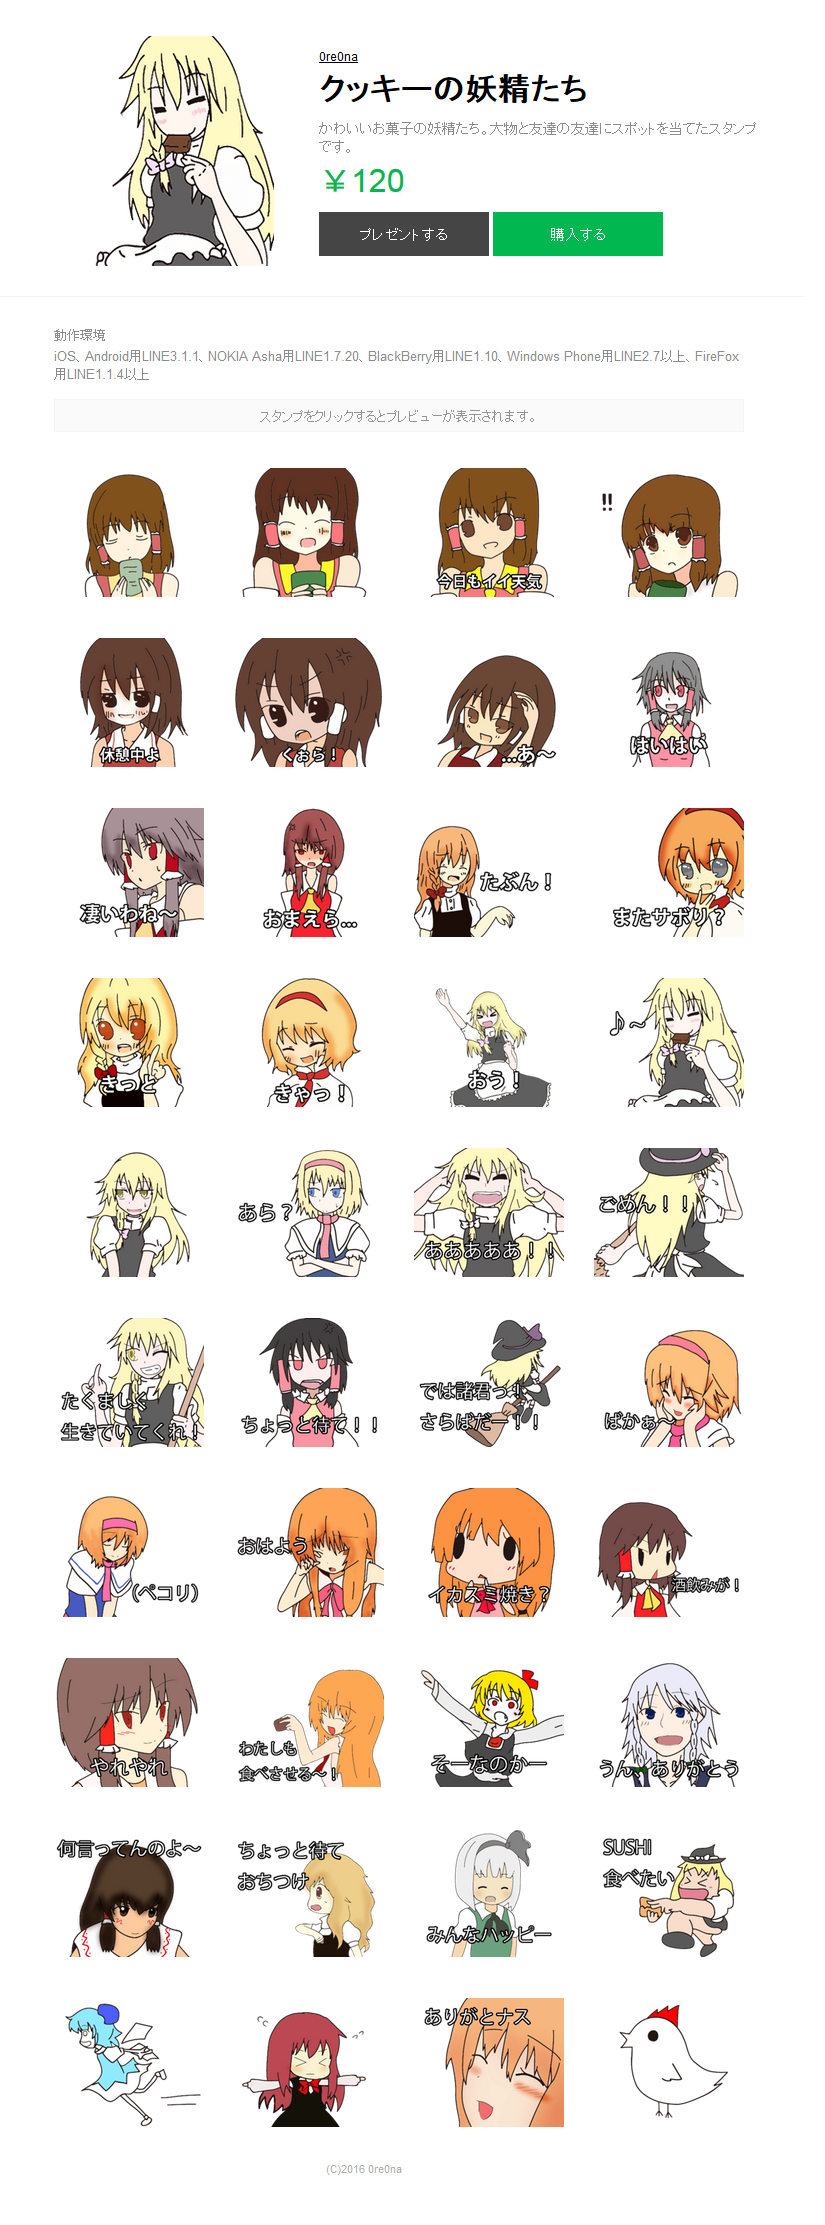 0re0na
クッキーの妖精たち
かわいいお菓子の妖精たち。大物と友達の友達にスポットを当てたスタンプ
です。
￥120
プレゼントする
購入する
動作環境
iOS、Android用LINE3.1.1、NOKIA Asha用LINE1.7.20、BlackBerry用LINE1.10、Windows Phone用LINE2.7以上、FireFox
用LINE1.1.4以上
スタンプをクリックするとプレビューが表示されます。
今日もイイ天気
!!
休憩中よ
くぉら！
...あ～
はいはい
凄いわね～
おまえら...
たぶん！
またサボリ？
きっと
きゃっ！
おう！
♪～
あら？
あああああ！！
ごめん！！
たくましく
生きていてくれ！
ちょっと待て！！
では諸君っ！
さらばだー！！
ばかぁ～
(ペコリ)
おはよう
イカスミ焼き？
酒飲みが！
やれやれ
わたしも
食べさせる～！
そーなのかー
うん、ありがとう
何言ってんのよ～
ちょっと待て
おちつけ
みんなハッピー
SUSHI
食べたい
ありがとナス
(C)2016 0re0na